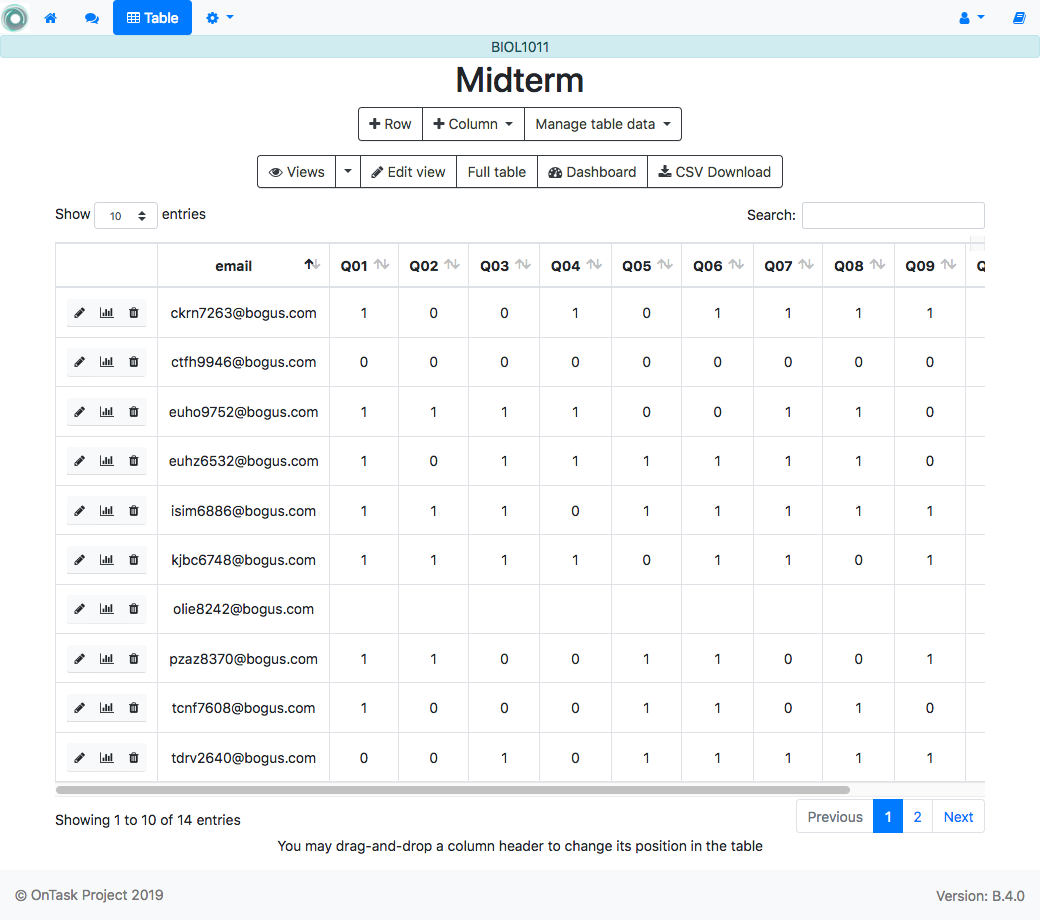 Table
BIOL1011
Midterm
Row Column Manage table data
Views Edit view Full table Dashboard CSV Download
Show 10 entries Search:
email Q01 Q02 Q03 Q04 Q05 Q06 Q07 Q08 Q09 Q
ckrn7263@bogus.com 1 0 0 1 0 1 1 1 1
ctfh9946@bogus.com 0 0 0 0 0 0 0 0 0
euho9752@bogus.com 1 1 1 1 0 0 1 1 0
euhz6532@bogus.com 1 0 1 1 1 1 1 1 0
isim6886@bogus.com 1 1 1 0 1 1 1 1 1
kjbc6748@bogus.com 1 1 1 1 0 1 1 0 1
olie8242@bogus.com
pzaz8370@bogus.com 1 1 0 0 1 1 0 0 1
tcnf7608@bogus.com 1 0 0 0 1 1 0 1 0
tdrv2640@bogus.com 0 0 1 0 1 1 1 1 1
Showing 1 to 10 of 14 entries Previous 1 2 Next
You may drag-and-drop a column header to change its position in the table
© OnTask Project 2019 Version: B.4.0